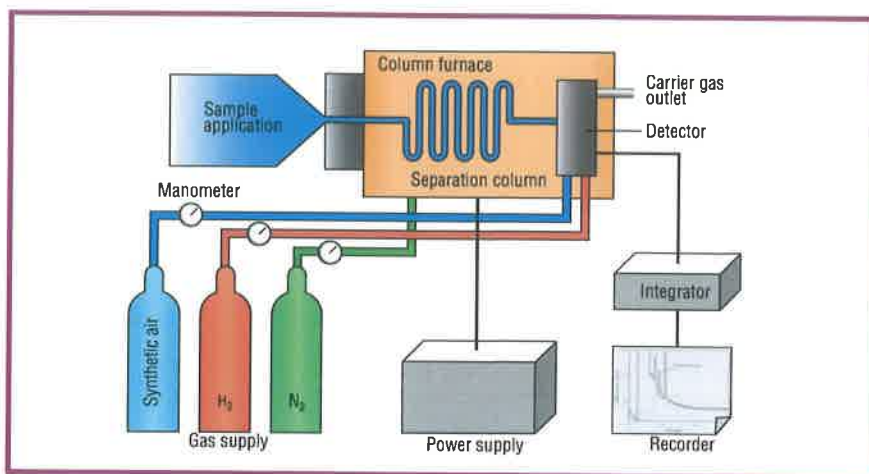 Column furnace
Carrier gas
outlet
Sample
application
Detector
Separation column
Manometer
Integrator
Synthetic air
H₂
N₂
Gas supply
Power supply
Recorder